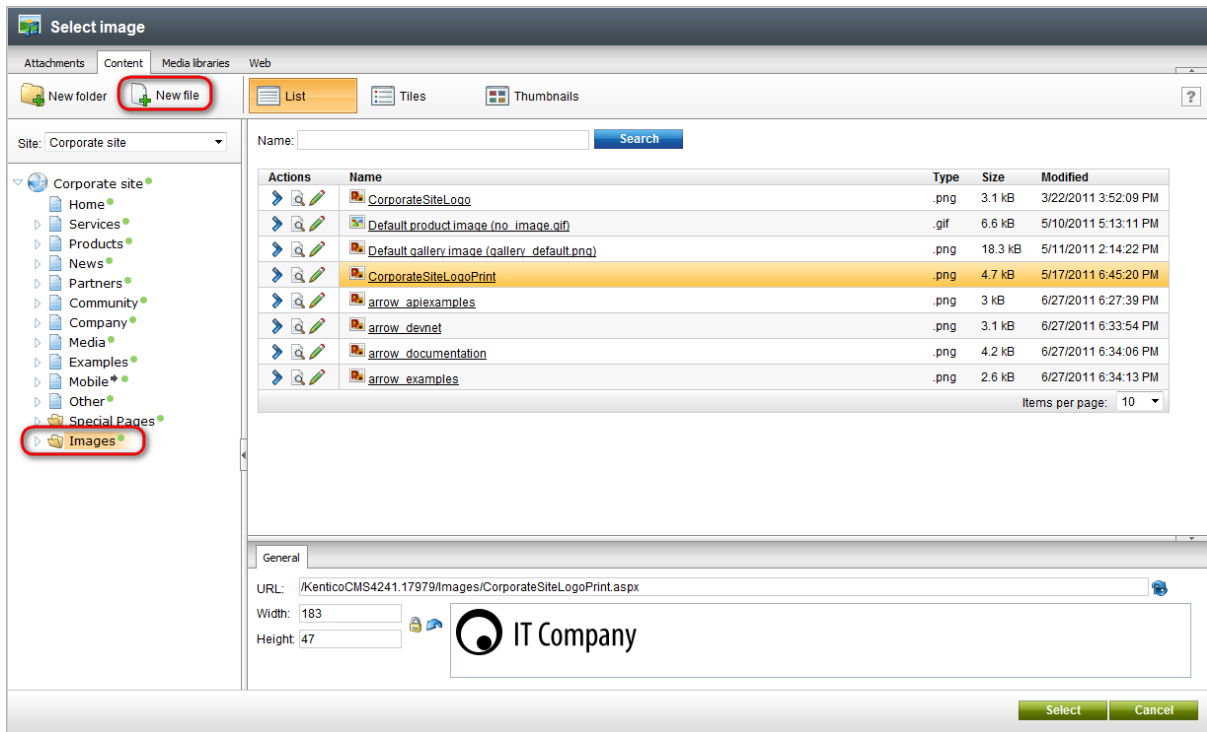 Select image
Attachments Content Media libraries Web
New folder New file List Tiles Thumbnails ?
Site: Corporate site
Name: Search
Corporate site
Home
Services
Products
News
Partners
Community
Company
Media
Examples
Mobile
Other
Special Pages
Images
Actions Name Type Size Modified
CorporateSiteLogo .png 3.1 kB 3/22/2011 3:52:09 PM
Default product image (no_image.gif) .gif 6.6 kB 5/10/2011 5:13:11 PM
Default gallery image (gallery_default.png) .png 18.3 kB 5/11/2011 2:14:22 PM
CorporateSiteLogoPrint .png 4.7 kB 5/17/2011 6:45:20 PM
arrow_apiexamples .png 3 kB 6/27/2011 6:27:39 PM
arrow_devnet .png 3.1 kB 6/27/2011 6:33:54 PM
arrow_documentation .png 4.2 kB 6/27/2011 6:34:06 PM
arrow_examples .png 2.6 kB 6/27/2011 6:34:13 PM
Items per page: 10
General
URL: /KenticoCMS4241.17979/Images/CorporateSiteLogoPrint.aspx
Width: 183
Height: 47
IT Company
Select Cancel